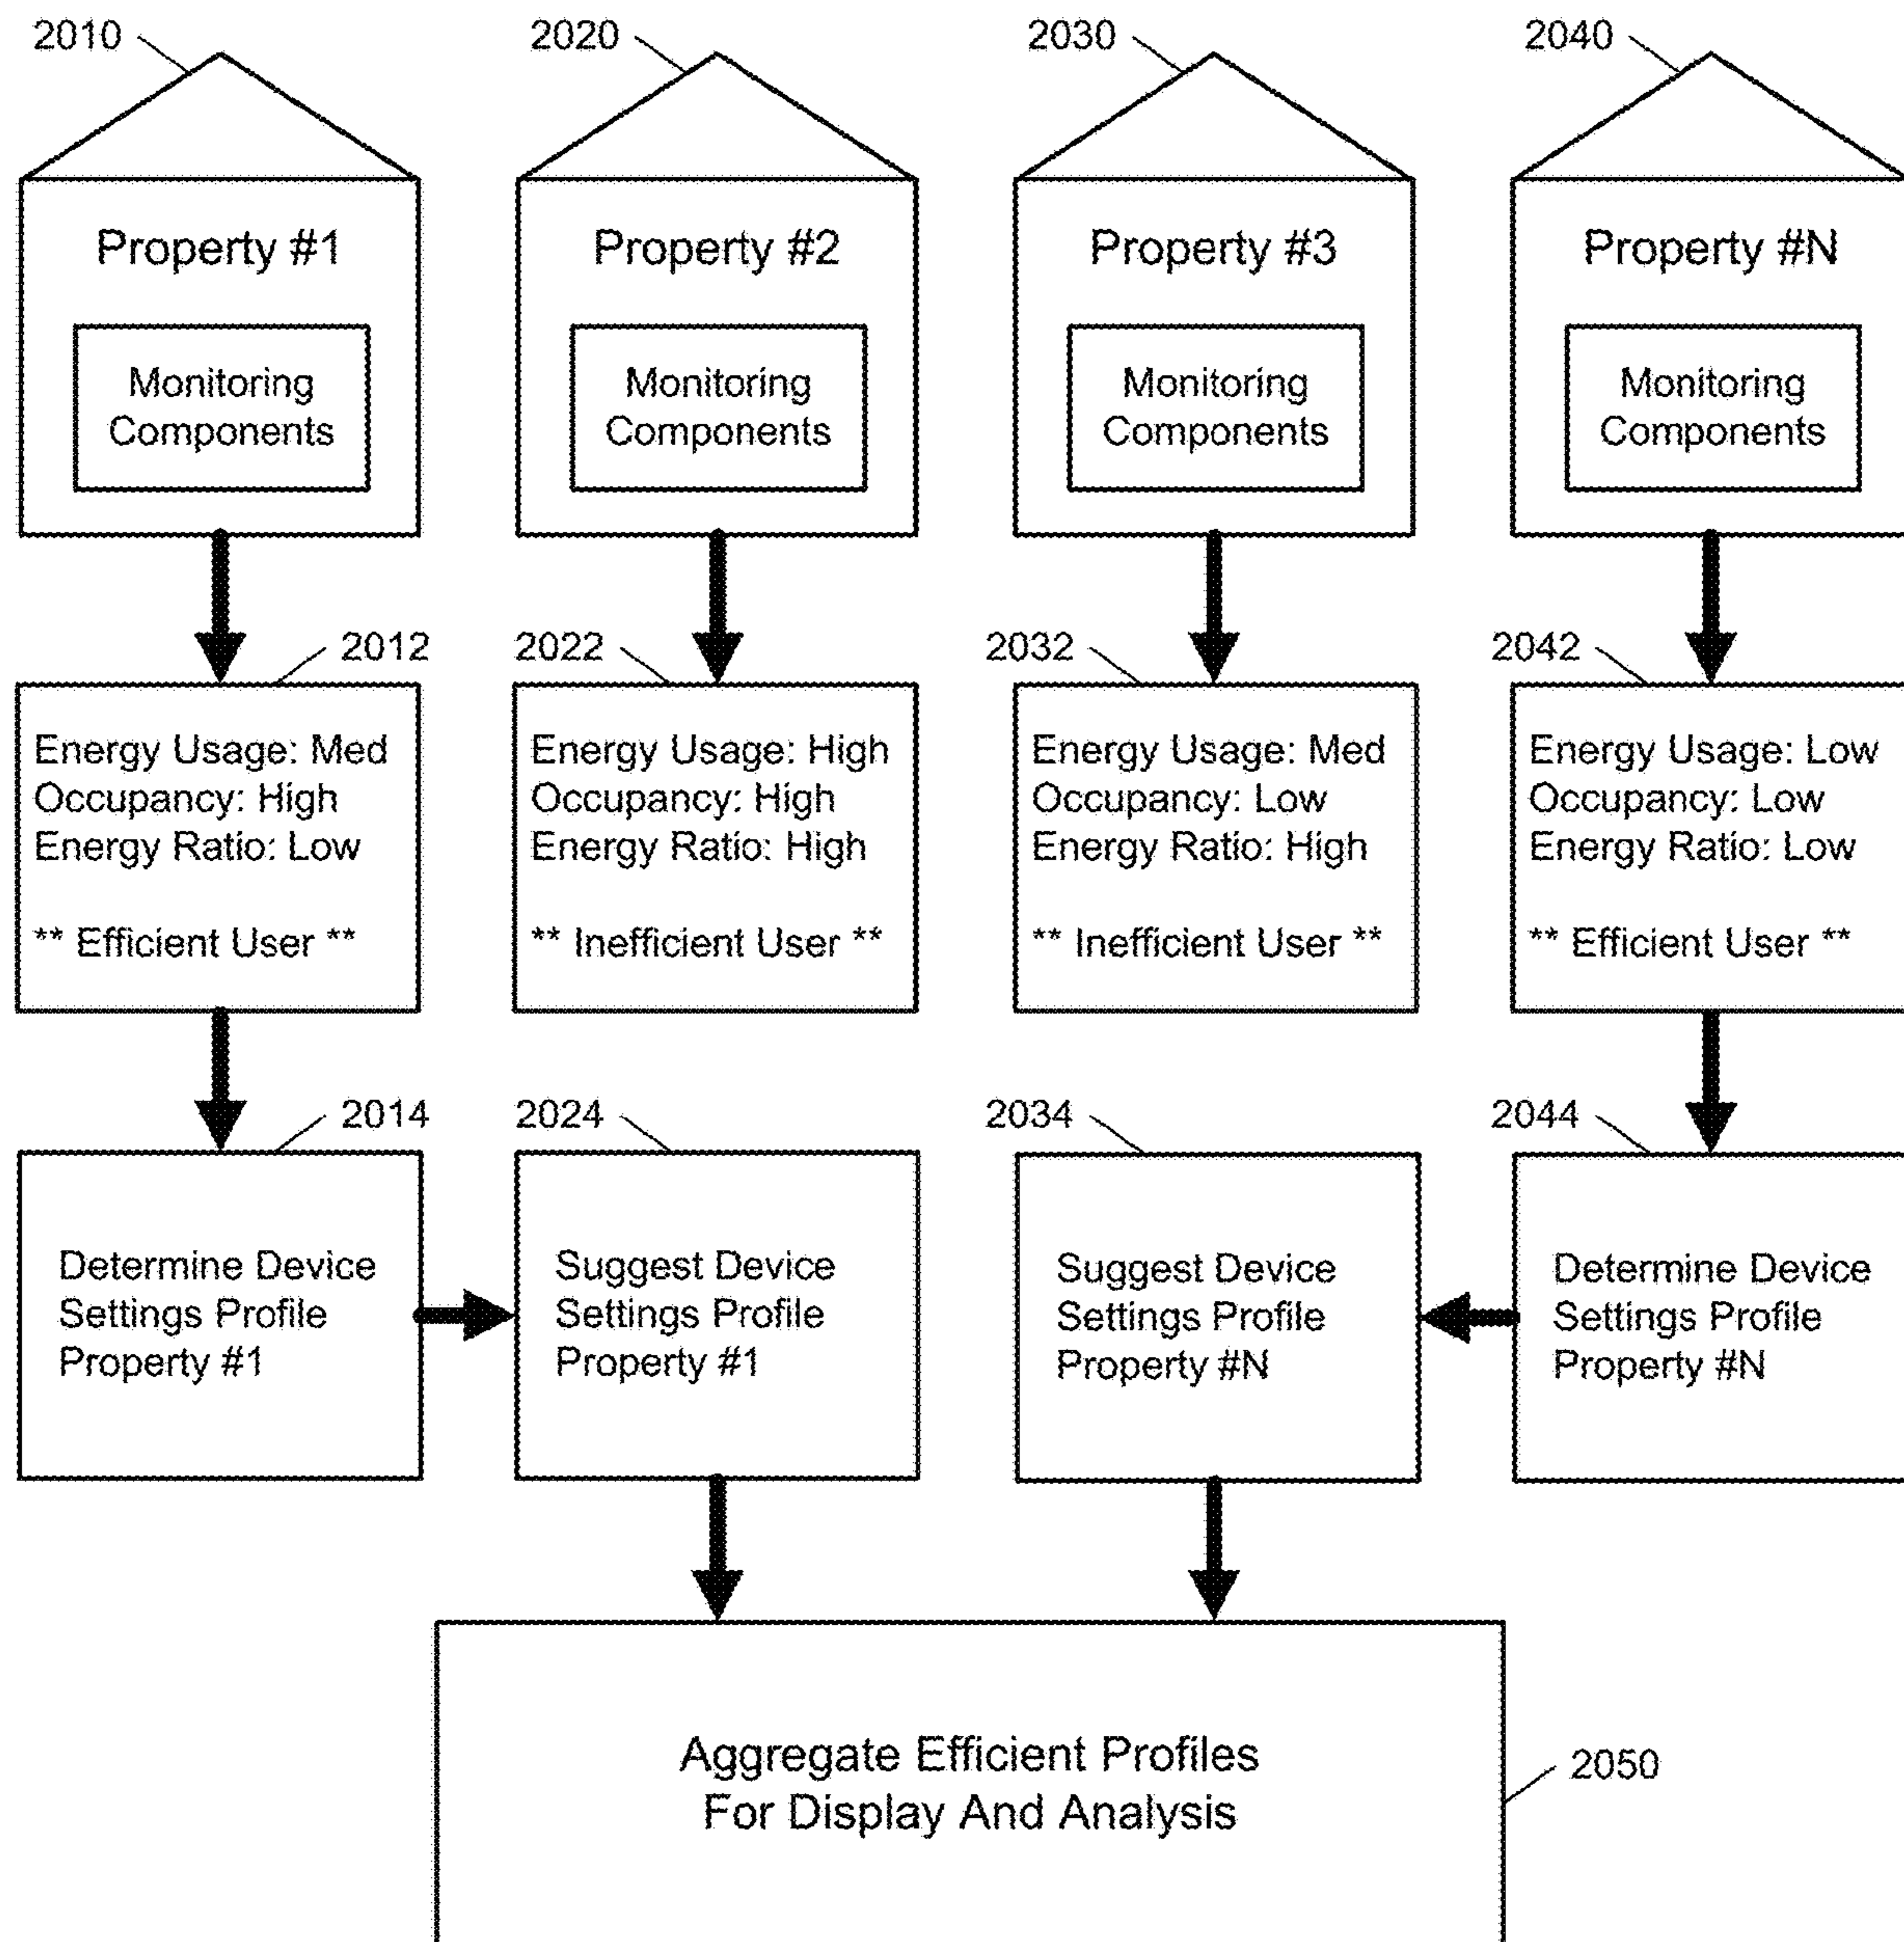 2010
2020
2030
2040
Property #1
Property #2
Property #3
Property #N
Monitoring
Components
Monitoring
Components
Monitoring
Components
Monitoring
Components
2012
2022
2032
2042
Energy Usage: Med
Occupancy: High
Energy Ratio: Low
** Efficient User **
Energy Usage: High
Occupancy: High
Energy Ratio: High
** Inefficient User **
Energy Usage: Med
Occupancy: Low
Energy Ratio: High
** Inefficient User **
Energy Usage: Low
Occupancy: Low
Energy Ratio: Low
** Efficient User **
2014
2024
2034
2044
Determine Device
Settings Profile
Property #1
Suggest Device
Settings Profile
Property #1
Suggest Device
Settings Profile
Property #N
Determine Device
Settings Profile
Property #N
Aggregate Efficient Profiles
For Display And Analysis
2050